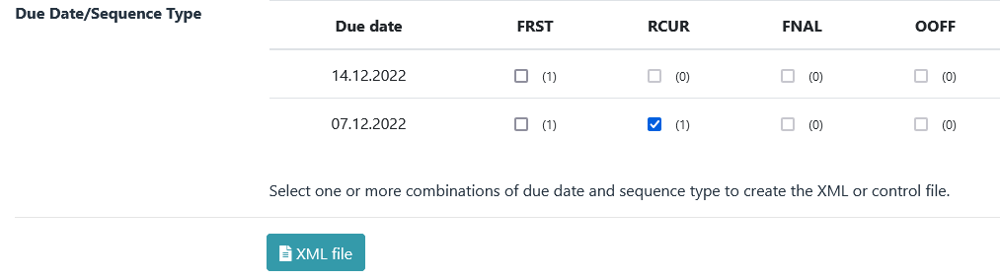 Due Date/Sequence Type
Due date FRST RCUR FNAL OOFF
14.12.2022 (1) (0) (0) (0)
07.12.2022 (1) (1) (0) (0)
Select one or more combinations of due date and sequence type to create the XML or control file.
XML file